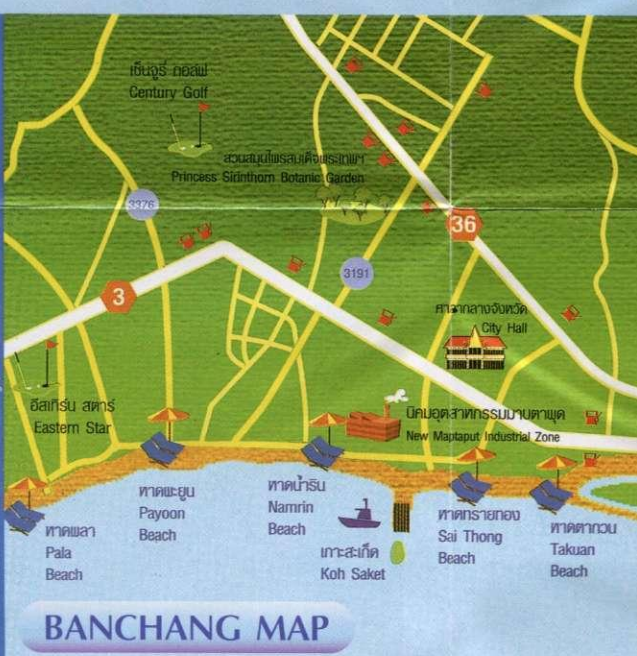 เซ็นจูรี่ กอล์ฟ
Century Golf
สวนสมุนไพรสมเด็จพระเทพฯ
Princess Sirinthorn Botanic Garden
3376
36
3191
3
ศาลากลางจังหวัด
City Hall
อีสเทิร์น สตาร์
Eastern Star
นิคมอุตสาหกรรมมาบตาพุด
New Maptaput Industrial Zone
หาดพลา
Pala
Beach
หาดพะยูน
Payoon
Beach
หาดน้ำริน
Namrin
Beach
เกาะสะเก็ด
Koh Saket
หาดทรายทอง
Sai Thong
Beach
หาดตากวน
Takuan
Beach
BANCHANG MAP